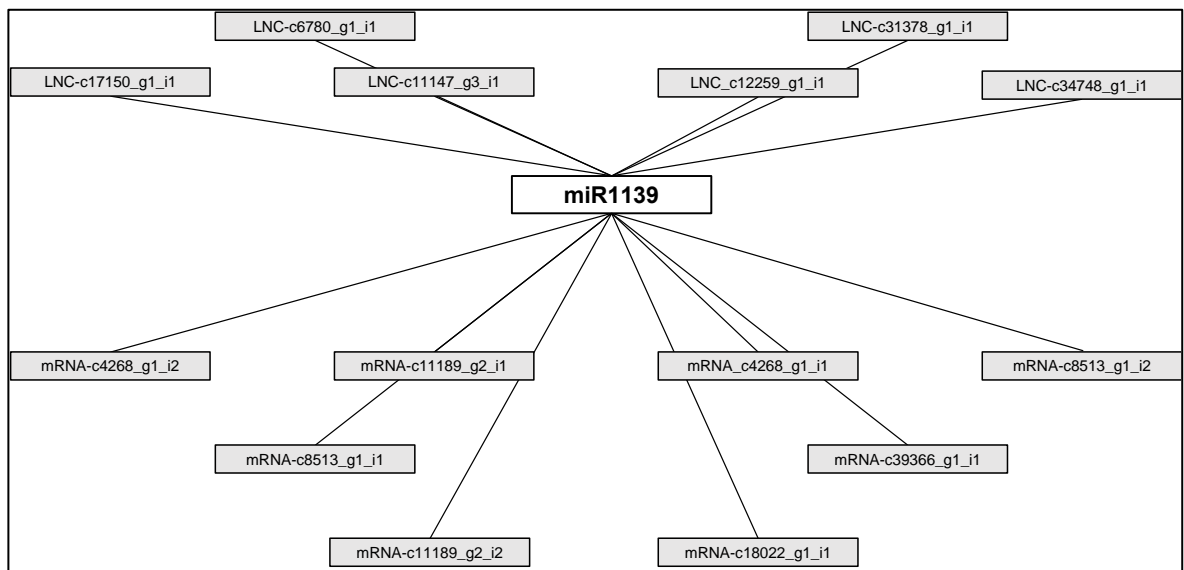 LNC-c6780_g1_i1
LNC-c31378_g1_i1
LNC-c17150_g1_i1
LNC-c11147_g3_i1
LNC_c12259_g1_i1
LNC-c34748_g1_i1
miR1139
mRNA-c4268_g1_i2
mRNA-c11189_g2_i1
mRNA_c4268_g1_i1
mRNA-c8513_g1_i2
mRNA-c8513_g1_i1
mRNA-c39366_g1_i1
mRNA-c11189_g2_i2
mRNA-c18022_g1_i1